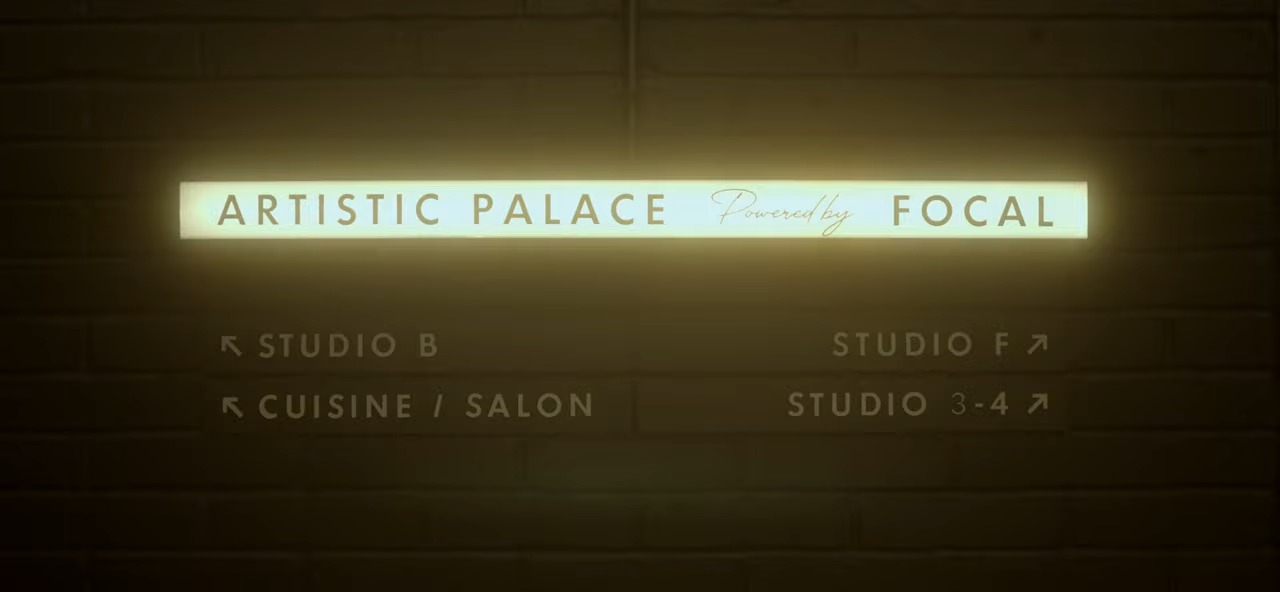 ARTISTIC PALACE Powered by FOCAL
↖ STUDIO B
STUDIO F ↗
↖ CUISINE / SALON
STUDIO 3-4 ↗